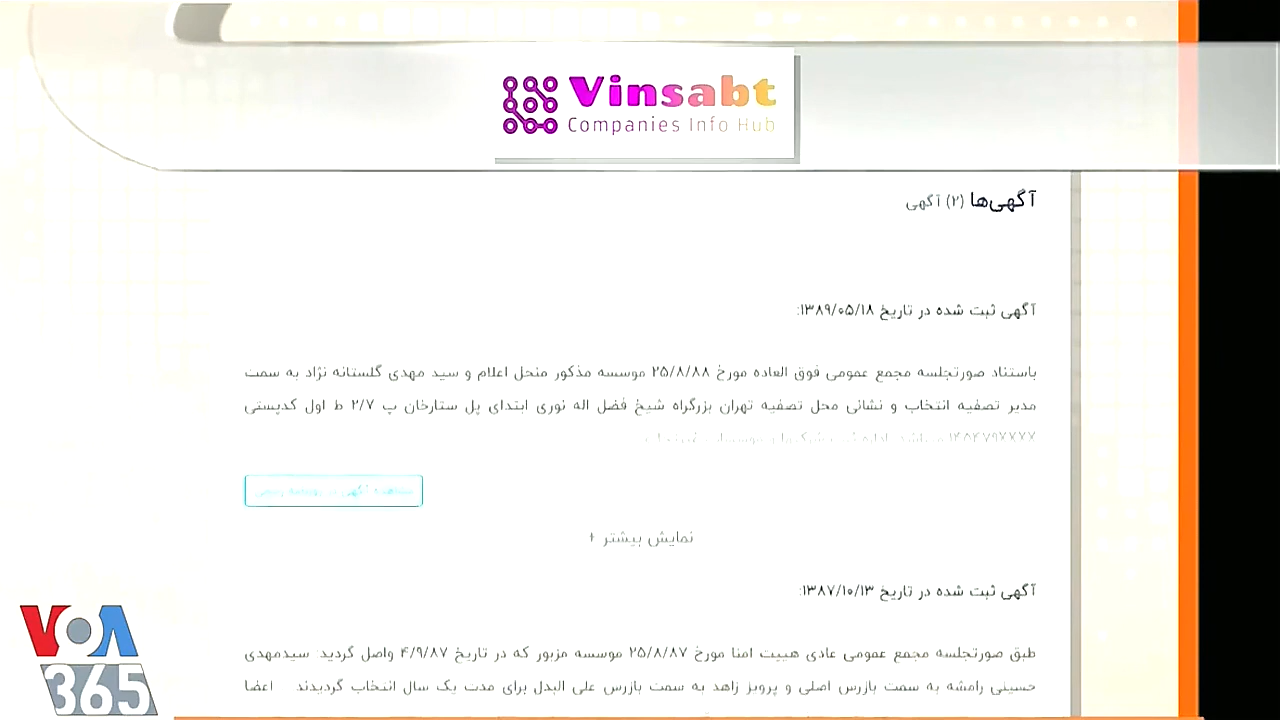 Vinsabt
Companies Info Hub
آگهی‌ها (۲) آگهی
آگهی ثبت شده در تاریخ ۱۳۸۹/۰۵/۱۸:
باستناد صورتجلسه مجمع عمومی فوق العاده مورخ ۲۵/۸/۸۸ موسسه مذکور منحل اعلام و سید مهدی گلستانه نژاد به سمت
مدیر تصفیه انتخاب و نشانی محل تصفیه تهران بزرگراه شیخ فضل اله نوری ابتدای پل ستارخان پ ۲/۷ ط اول کدپستی
نمایش بیشتر +
آگهی ثبت شده در تاریخ ۱۳۸۷/۱۰/۱۳:
طبق صورتجلسه مجمع عمومی عادی هییت امنا مورخ ۲۵/۸/۸۷ موسسه مزبور که در تاریخ ۴/۹/۸۷ واصل گردید: سیدمهدی
حسینی رامشه به سمت بازرس اصلی و پرویز زاهد به سمت بازرس علی البدل برای مدت یک سال انتخاب گردیدند اعضا
VOA
365